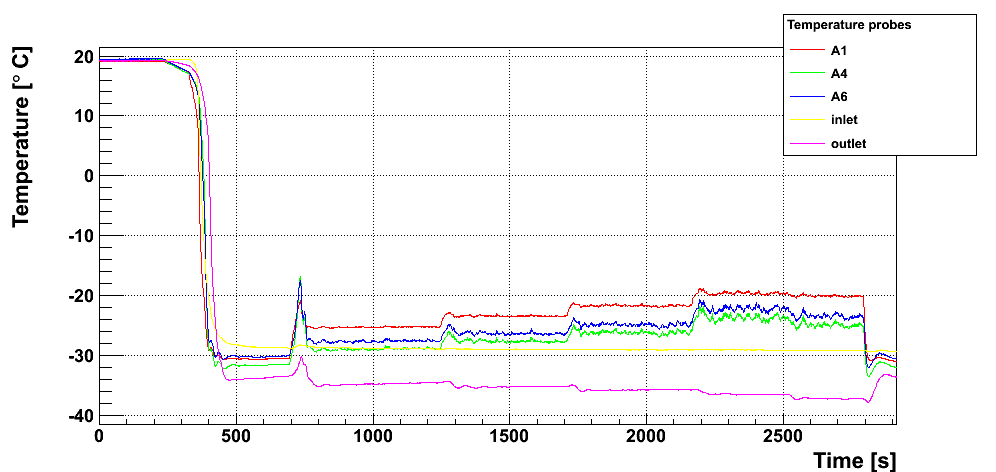 Temperature probes
A1
A4
A6
inlet
outlet
Temperature [° C]
20
10
0
-10
-20
-30
-40
0 500 1000 1500 2000 2500
Time [s]